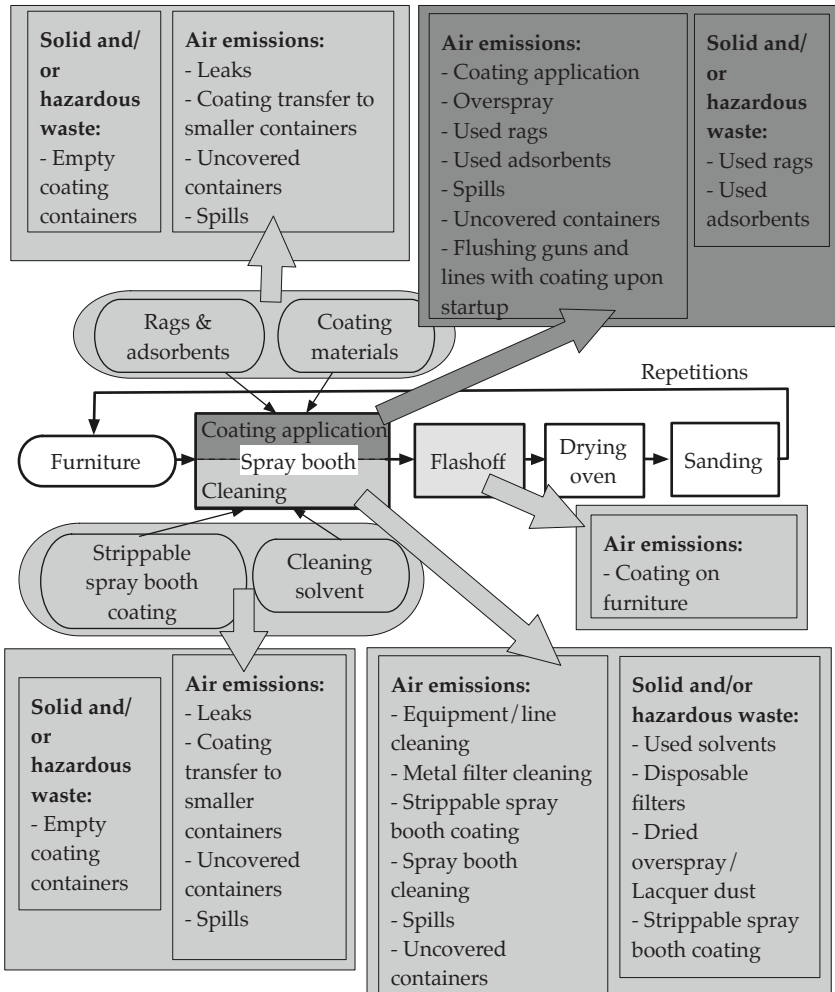 Solid and/
or
hazardous
waste:
- Empty
coating
containers
Air emissions:
- Leaks
- Coating transfer to
smaller containers
- Uncovered
containers
- Spills
Air emissions:
- Coating application
- Overspray
- Used rags
- Used adsorbents
- Spills
- Uncovered containers
- Flushing guns and
lines with coating upon
startup
Solid and/
or
hazardous
waste:
- Used rags
- Used
adsorbents
Rags &
adsorbents
Coating
materials
Repetitions
Furniture
Coating application
Spray booth
Cleaning
Flashoff
Drying
oven
Sanding
Strippable
spray booth
coating
Cleaning
solvent
Air emissions:
- Coating on
furniture
Solid and/
or
hazardous
waste:
- Empty
coating
containers
Air emissions:
- Leaks
- Coating
transfer to
smaller
containers
- Uncovered
containers
- Spills
Air emissions:
- Equipment/line
cleaning
- Metal filter cleaning
- Strippable spray
booth coating
- Spray booth
cleaning
- Spills
- Uncovered
containers
Solid and/or
hazardous waste:
- Used solvents
- Disposable
filters
- Dried
overspray/
Lacquer dust
- Strippable spray
booth coating